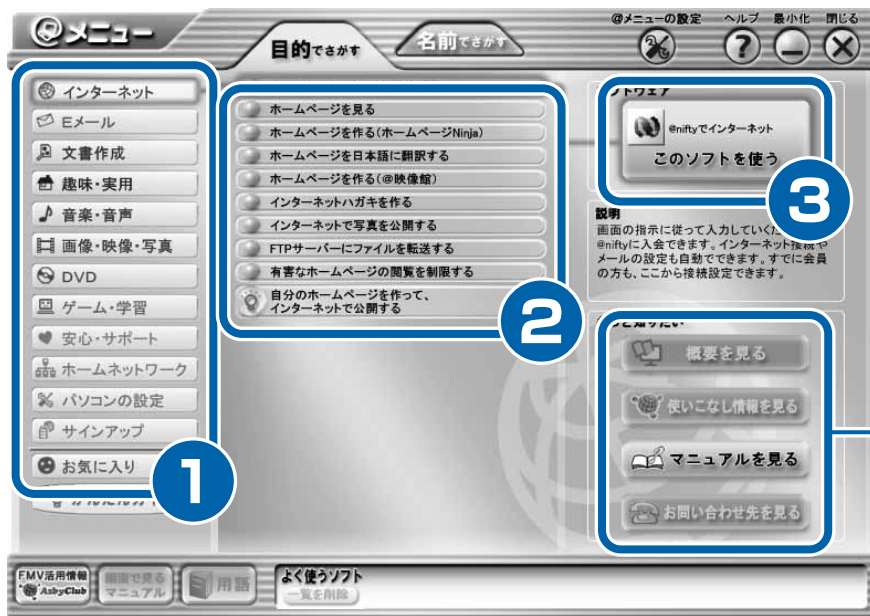 @メニュー
目的でさがす
名前でさがす
@メニューの設定
ヘルプ
最小化
閉じる
インターネット
Eメール
文書作成
趣味・実用
音楽・音声
画像・映像・写真
DVD
ゲーム・学習
安心・サポート
ホームネットワーク
パソコンの設定
サインアップ
お気に入り
1
ホームページを見る
ホームページを作る(ホームページNinja)
ホームページを日本語に翻訳する
ホームページを作る(@映像館)
インターネットハガキを作る
インターネットで写真を公開する
FTPサーバーにファイルを転送する
有害なホームページの閲覧を制限する
自分のホームページを作って、
インターネットで公開する
2
ソフトウェア
@niftyでインターネット
このソフトを使う
3
説明
画面の指示に従って入力していくだ
@niftyに入会できます。インターネット接続や
メールの設定も自動でできます。すでに会員
の方も、ここから接続設定できます。
もっと知りたい
概要を見る
使いこなし情報を見る
マニュアルを見る
お問い合わせ先を見る
FMV活用情報
AzbyClub
画面で見る
マニュアル
用語
よく使うソフト
一覧を削除